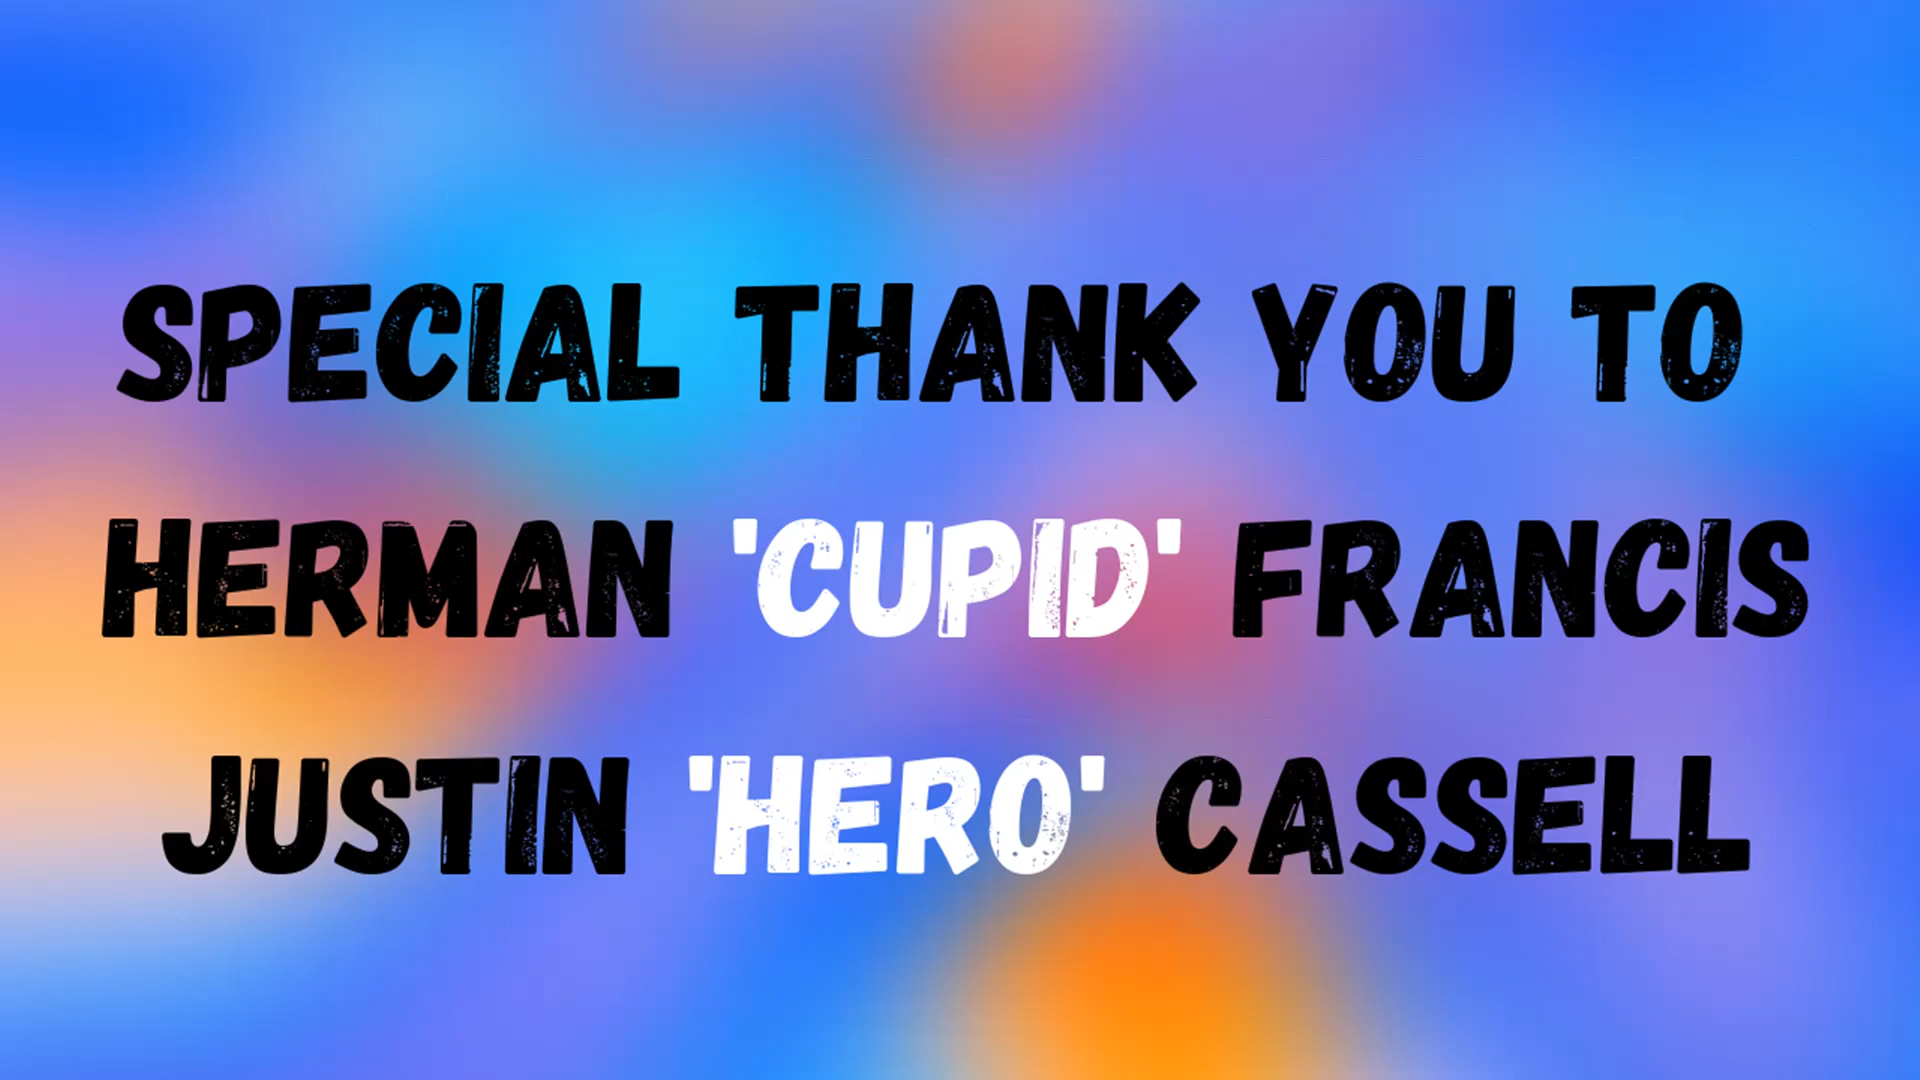 SPECIAL THANK YOU TO
HERMAN 'CUPID' FRANCIS
JUSTIN 'HERO' CASSELL